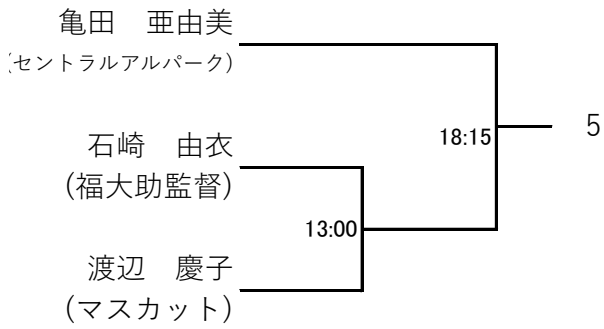 亀田　亜由美
(セントラルアルパーク)
5
18:15
石崎　由衣
(福大助監督)
13:00
渡辺　慶子
(マスカット)